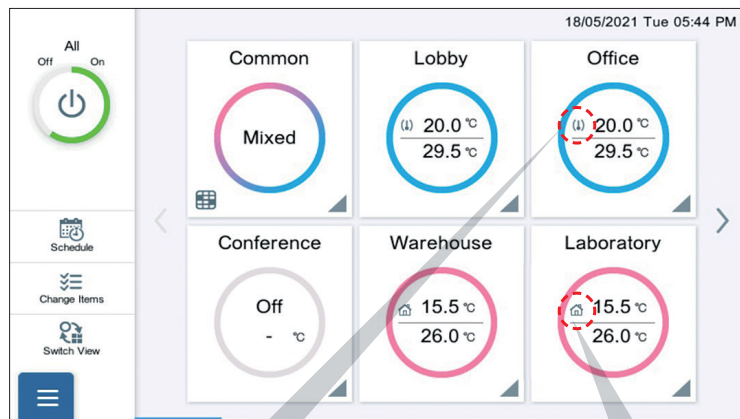 18/05/2021 Tue 05:44 PM
All
Off On
Common
Mixed
Lobby
20.0 °C
29.5 °C
Office
20.0 °C
29.5 °C
Schedule
Change Items
Switch View
Conference
Off
- °C
Warehouse
15.5 °C
26.0 °C
Laboratory
15.5 °C
26.0 °C